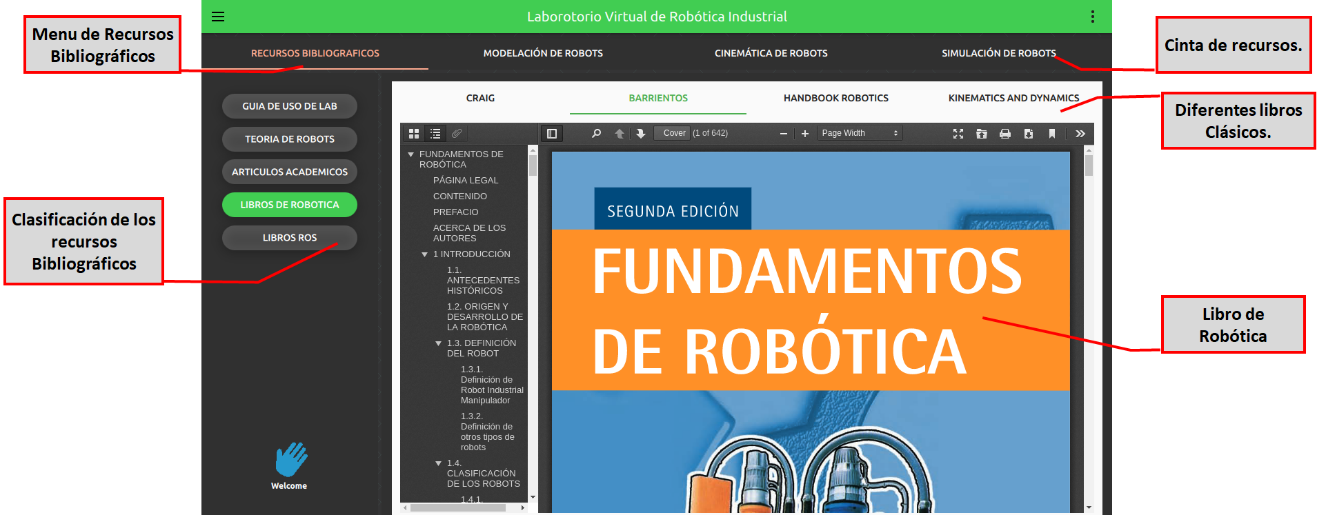 Laborotorio Virtual de Robótica Industrial
Menu de Recursos
Bibliográficos
RECURSOS BIBLIOGRAFICOS
MODELACIÓN DE ROBOTS
CINEMÁTICA DE ROBOTS
SIMULACIÓN DE ROBOTS
Cinta de recursos.
GUIA DE USO DE LAB
TEORIA DE ROBOTS
ARTICULOS ACADEMICOS
LIBROS DE ROBOTICA
LIBROS ROS
Clasificación de los
recursos
Bibliográficos
Welcome
CRAIG
BARRIENTOS
HANDBOOK ROBOTICS
KINEMATICS AND DYNAMICS
Diferentes libros
Clásicos.
Cover (1 of 642)
Page Width
FUNDAMENTOS DE
ROBÓTICA
PÁGINA LEGAL
CONTENIDO
PREFACIO
ACERCA DE LOS
AUTORES
1 INTRODUCCIÓN
1.1.
ANTECEDENTES
HISTÓRICOS
1.2. ORIGEN Y
DESARROLLO DE
LA ROBÓTICA
1.3. DEFINICIÓN
DEL ROBOT
1.3.1.
Definición de
Robot Industrial
Manipulador
1.3.2.
Definición de
otros tipos de
robots
1.4.
CLASIFICACIÓN
DE LOS ROBOTS
1.4.1.
SEGUNDA EDICIÓN
FUNDAMENTOS
DE ROBÓTICA
Libro de
Robótica